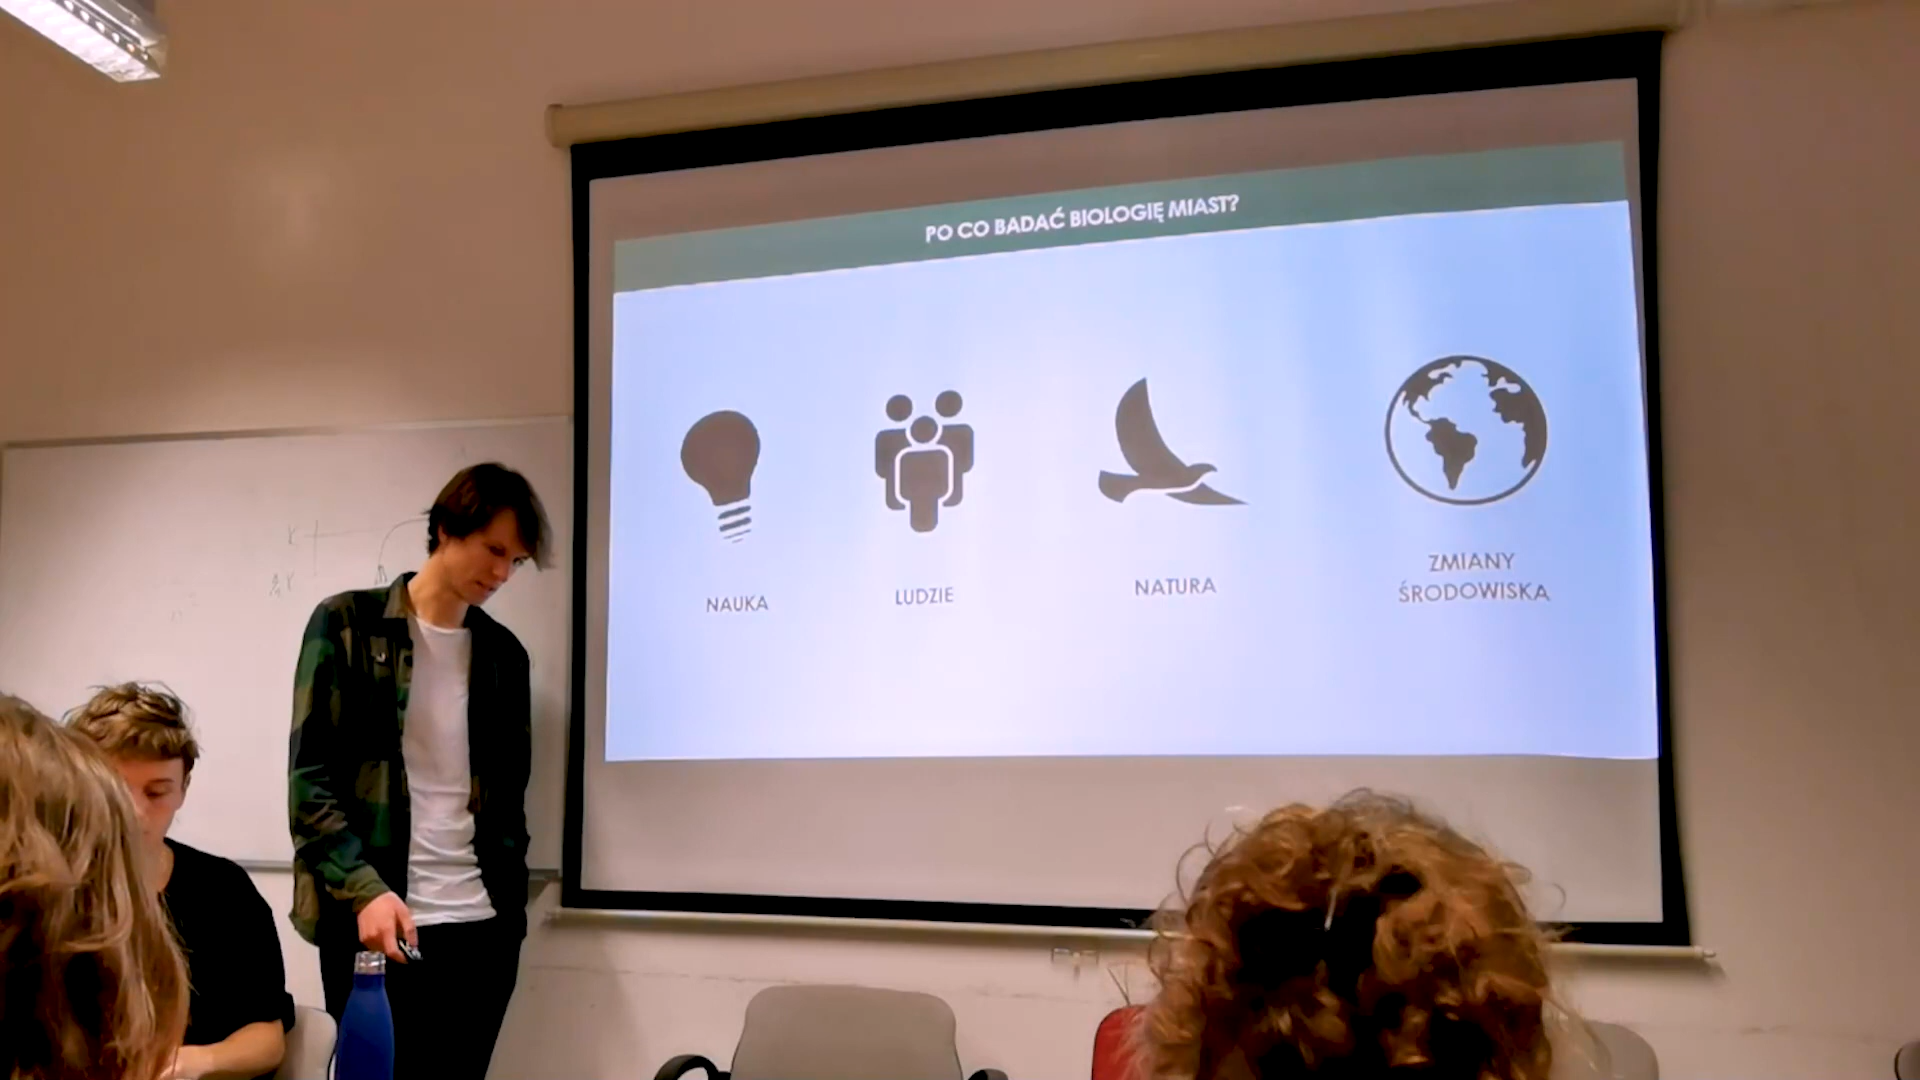 PO CO BADAĆ BIOLOGIĘ MIAST?
NAUKA
LUDZIE
NATURA
ZMIANY
ŚRODOWISKA